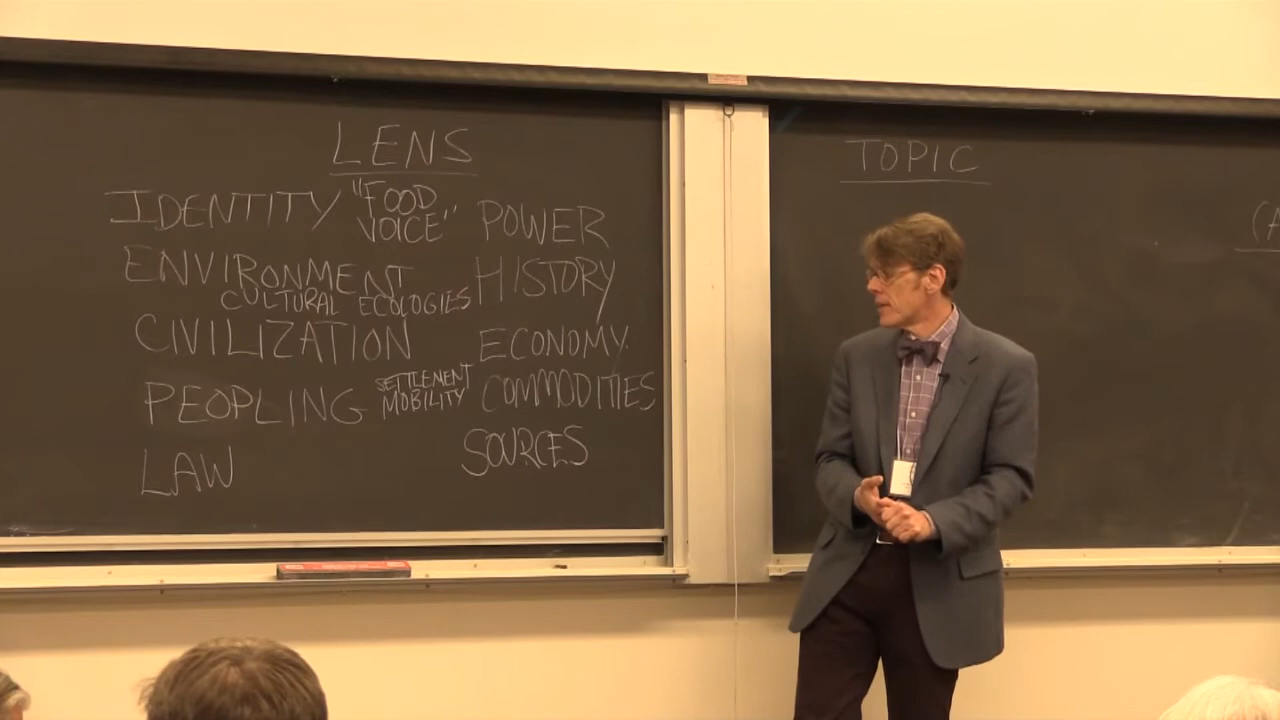 LENS
IDENTITY "FOOD VOICE"
ENVIRONMENT
CULTURAL ECOLOGIES
CIVILIZATION
PEOPLING SETTLEMENT MOBILITY
LAW
POWER
HISTORY
ECONOMY
COMMODITIES
SOURCES
TOPIC